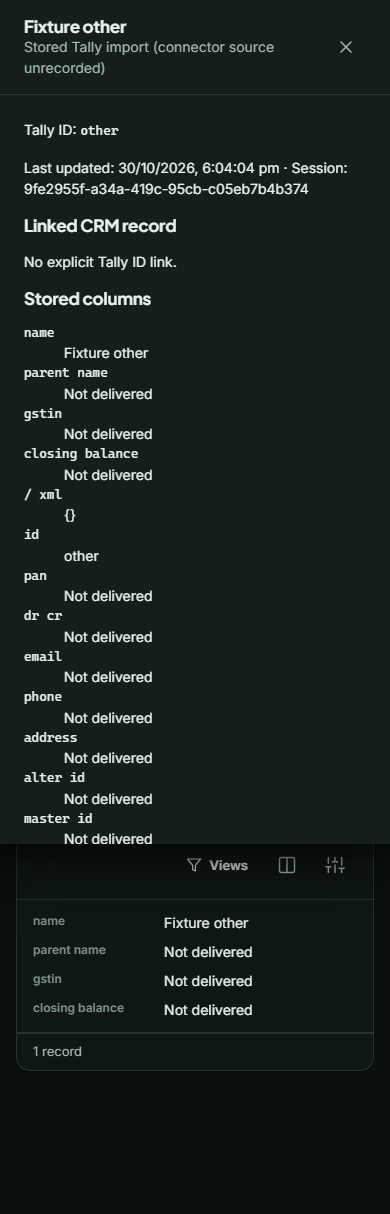 Fixture other
Stored Tally import (connector source
unrecorded)
Tally ID: other
Last updated: 30/10/2026, 6:04:04 pm · Session:
9fe2955f-a34a-419c-95cb-c05eb7b4b374
Linked CRM record
No explicit Tally ID link.
Stored columns
name
Fixture other
parent name
Not delivered
gstin
Not delivered
closing balance
Not delivered
/ xml
{}
id
other
pan
Not delivered
dr cr
Not delivered
email
Not delivered
phone
Not delivered
address
Not delivered
alter id
Not delivered
master id
Not delivered
Views
name Fixture other
parent name Not delivered
gstin Not delivered
closing balance Not delivered
1 record